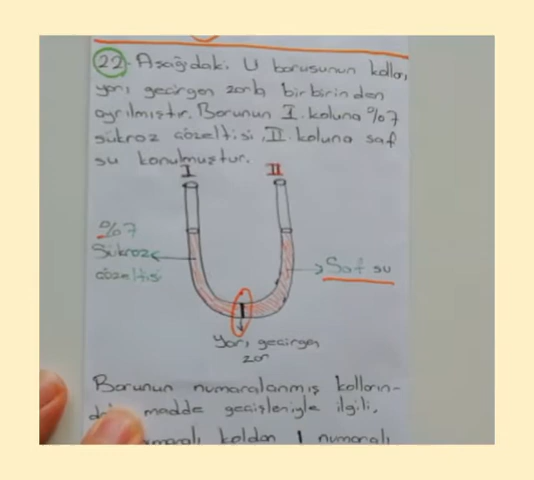 22. Aşağıdaki U borusunun kolları
yarı geçirgen zarla birbirinden
ayrılmıştır. Borunun I. koluna %7
sükroz çözeltisi, II. koluna saf
su konulmuştur.
I II
%7
Sükroz
çözeltisi
Saf su
Yarı geçirgen
zar
Borunun numaralanmış kolların-
madde geçişleriyle ilgili,
koldan 1 numaralı